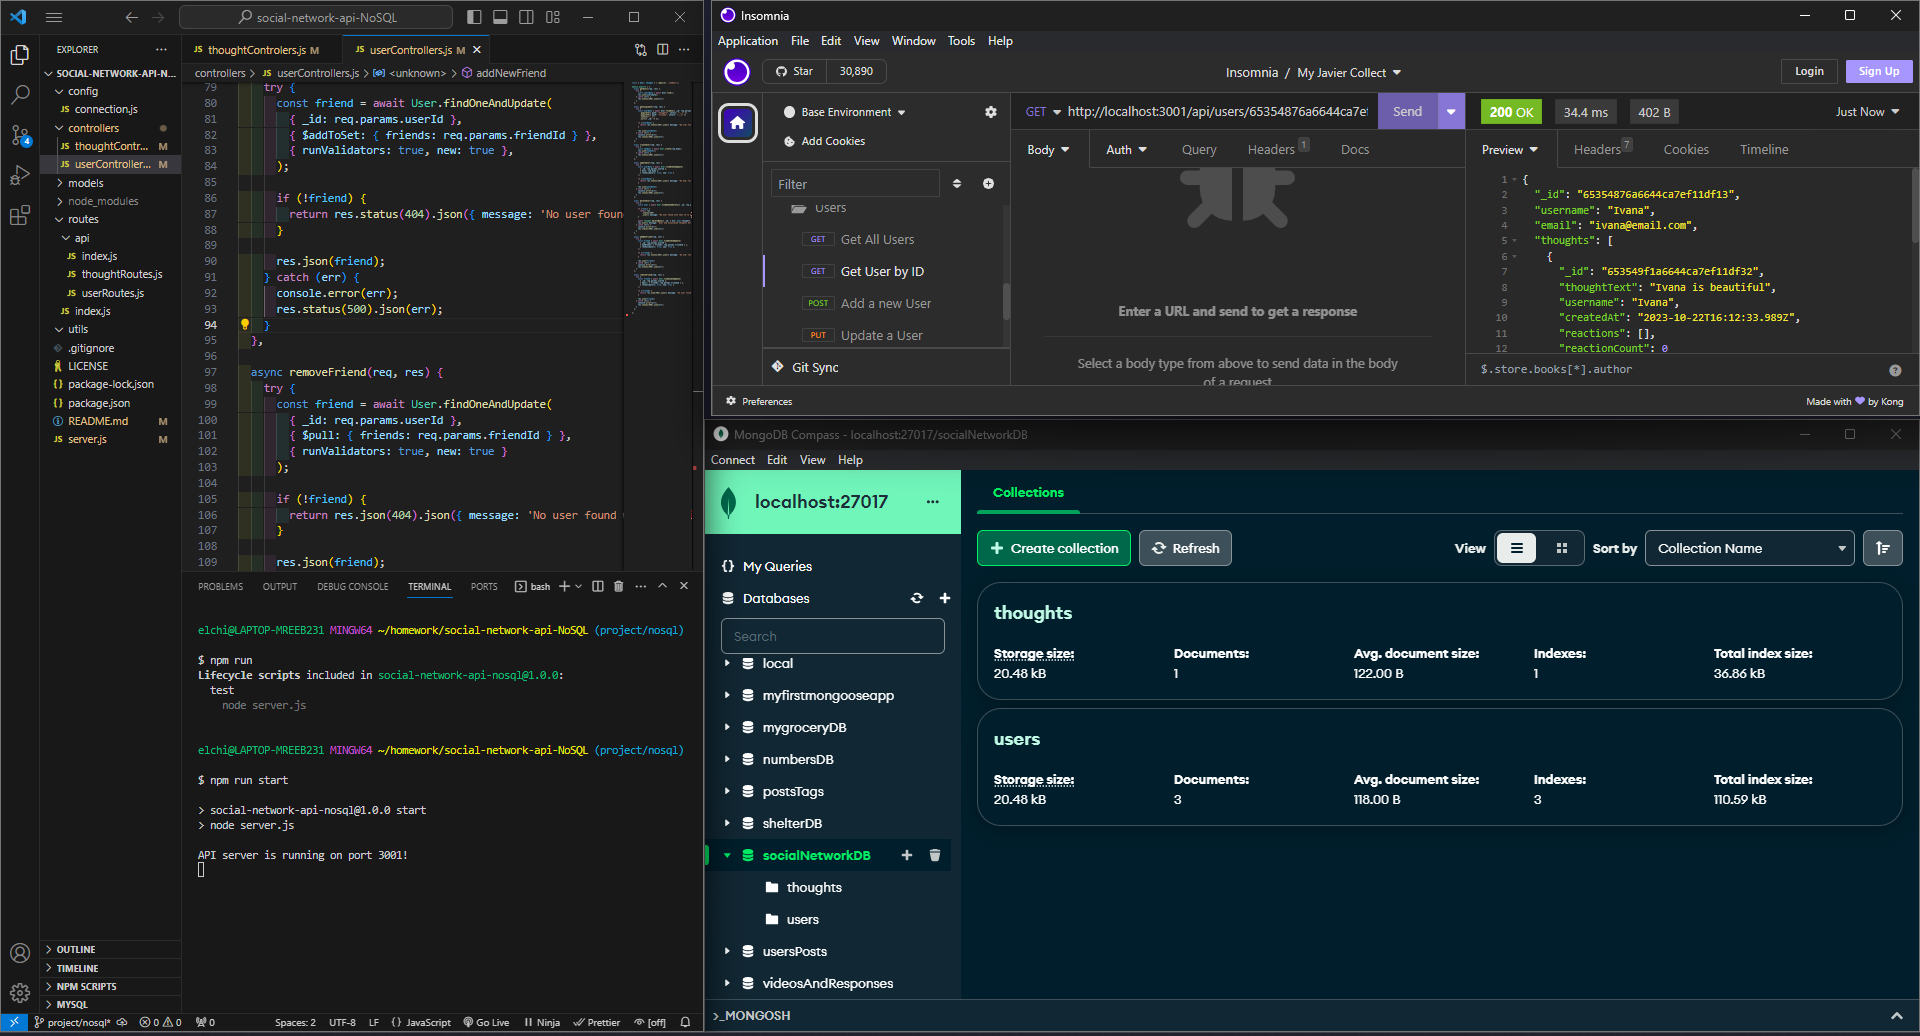 social-network-api-NoSQL
EXPLORER
SOCIAL-NETWORK-API-N...
config
connection.js
controllers
thoughtContr... M
userController... M
models
node_modules
routes
api
index.js
thoughtRoutes.js
userRoutes.js
index.js
utils
.gitignore
LICENSE
package-lock.json
package.json
README.md M
server.js M
OUTLINE
TIMELINE
NPM SCRIPTS
MYSQL
thoughtControlers.js M
userControllers.js M
controllers > userControllers.js > <unknown> > addNewFriend
79 try {
80 const friend = await User.findOneAndUpdate(
81 { _id: req.params.userId },
82 { $addToSet: { friends: req.params.friendId } },
83 { runValidators: true, new: true },
84 );
85
86 if (!friend) {
87 return res.status(404).json({ message: 'No user foun
88 }
89
90 res.json(friend);
91 } catch (err) {
92 console.error(err);
93 res.status(500).json(err);
94 }
95 },
96
97 async removeFriend(req, res) {
98 try {
99 const friend = await User.findOneAndUpdate(
100 { _id: req.params.userId },
101 { $pull: { friends: req.params.friendId } },
102 { runValidators: true, new: true }
103 );
104
105 if (!friend) {
106 return res.json(404).json({ message: 'No user found
107 }
108
109 res.json(friend);
PROBLEMS OUTPUT DEBUG CONSOLE TERMINAL PORTS bash
elchi@LAPTOP-MREEB231 MINGW64 ~/homework/social-network-api-NoSQL (project/nosql)
$ npm run
Lifecycle scripts included in social-network-api-nosql@1.0.0:
test
node server.js
elchi@LAPTOP-MREEB231 MINGW64 ~/homework/social-network-api-NoSQL (project/nosql)
$ npm run start
> social-network-api-nosql@1.0.0 start
> node server.js
API server is running on port 3001!
project/nosql* 0 0 0 Spaces: 2 UTF-8 LF {} JavaScript Go Live Ninja Prettier [off]
Insomnia
Application File Edit View Window Tools Help
Star 30,890
Insomnia / My Javier Collect
Login Sign Up
Base Environment
Add Cookies
Filter
Users
GET Get All Users
GET Get User by ID
POST Add a new User
PUT Update a User
Git Sync
Preferences
GET http://localhost:3001/api/users/65354876a6644ca7ef
Send
Body Auth Query Headers 1 Docs
Enter a URL and send to get a response
Select a body type from above to send data in the body
of a request
200 OK 34.4 ms 402 B Just Now
Preview Headers 7 Cookies Timeline
1 {
2 "_id": "65354876a6644ca7ef11df13",
3 "username": "Ivana",
4 "email": "ivana@email.com",
5 "thoughts": [
6 {
7 "_id": "653549f1a6644ca7ef11df32",
8 "thoughtText": "Ivana is beautiful",
9 "username": "Ivana",
10 "createdAt": "2023-10-22T16:12:33.989Z",
11 "reactions": [],
12 "reactionCount": 0
$.store.books[*].author
Made with by Kong
MongoDB Compass - localhost:27017/socialNetworkDB
Connect Edit View Help
localhost:27017
{} My Queries
Databases
Search
local
myfirstmongooseapp
mygroceryDB
numbersDB
postsTags
shelterDB
socialNetworkDB
thoughts
users
usersPosts
videosAndResponses
Collections
Create collection
Refresh
View
Sort by
Collection Name
thoughts
Storage size: Documents: Avg. document size: Indexes: Total index size:
20.48 kB 1 122.00 B 1 36.86 kB
users
Storage size: Documents: Avg. document size: Indexes: Total index size:
20.48 kB 3 118.00 B 3 110.59 kB
>_MONGOSH